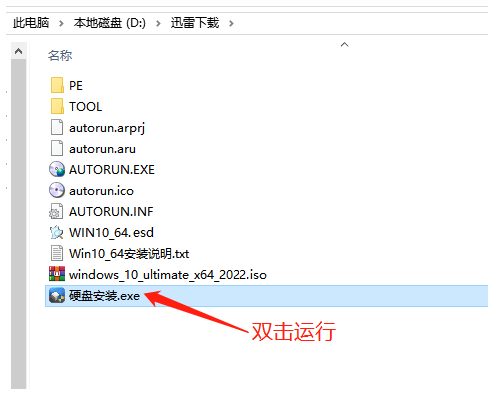 此电脑 本地磁盘 (D:) 迅雷下载
名称
PE
TOOL
autorun.arprj
autorun.aru
AUTORUN.EXE
autorun.ico
AUTORUN.INF
WIN10_64.esd
Win10_64安装说明.txt
windows_10_ultimate_x64_2022.iso
硬盘安装.exe
双击运行